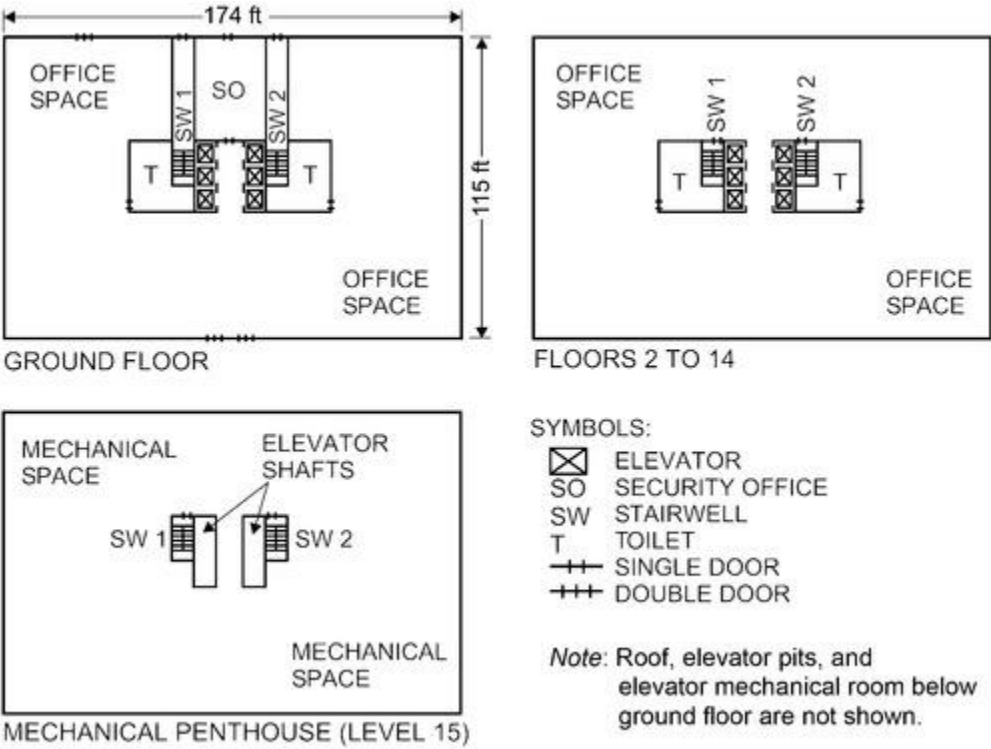 174 ft
OFFICE
SPACE
SW 1
SO
SW 2
T
T
115 ft
OFFICE
SPACE
GROUND FLOOR
OFFICE
SPACE
SW 1
SW 2
T
T
OFFICE
SPACE
FLOORS 2 TO 14
MECHANICAL
SPACE
ELEVATOR
SHAFTS
SW 1
SW 2
MECHANICAL
SPACE
MECHANICAL PENTHOUSE (LEVEL 15)
SYMBOLS:
ELEVATOR
SO SECURITY OFFICE
SW STAIRWELL
T TOILET
SINGLE DOOR
DOUBLE DOOR
Note: Roof, elevator pits, and
elevator mechanical room below
ground floor are not shown.